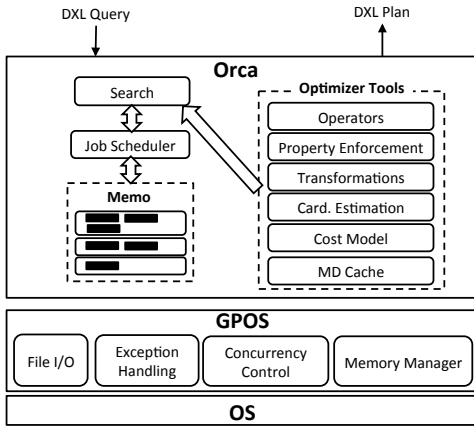 DXL Query
DXL Plan
Orca
Search
Job Scheduler
Memo
Optimizer Tools
Operators
Property Enforcement
Transformations
Card. Estimation
Cost Model
MD Cache
GPOS
File I/O
Exception
Handling
Concurrency
Control
Memory Manager
OS